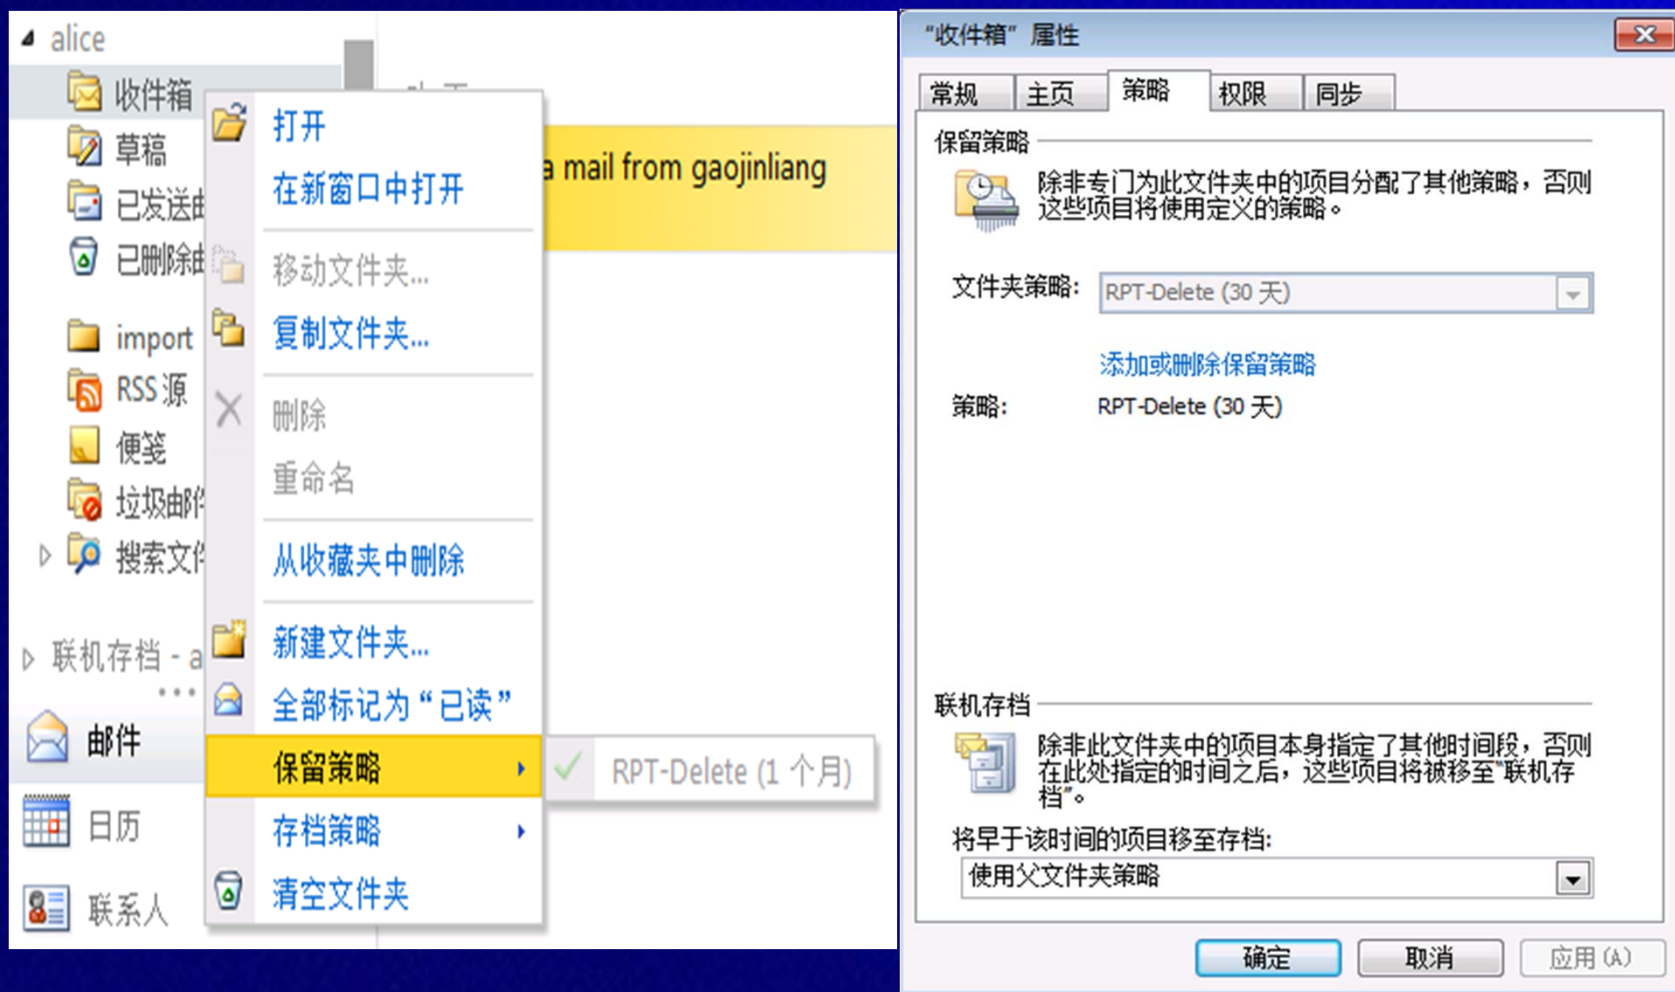 alice
收件箱
草稿
已发送
已删除
import
RSS 源
便笺
垃圾邮件
搜索文件
联机存档 - a
邮件
日历
联系人
打开
在新窗口中打开
移动文件夹...
复制文件夹...
删除
重命名
从收藏夹中删除
新建文件夹...
全部标记为“已读”
保留策略
存档策略
清空文件夹
RPT-Delete (1 个月)
a mail from gaojinliang
“收件箱” 属性
常规 主页 策略 权限 同步
保留策略
除非专门为此文件夹中的项目分配了其他策略，否则
这些项目将使用定义的策略。
文件夹策略: RPT-Delete (30 天)
添加或删除保留策略
策略: RPT-Delete (30 天)
联机存档
除非此文件夹中的项目本身指定了其他时间段，否则
在此处指定的时间之后，这些项目将被移至“联机存
档”。
将早于该时间的项目移至存档:
使用父文件夹策略
确定 取消 应用(A)